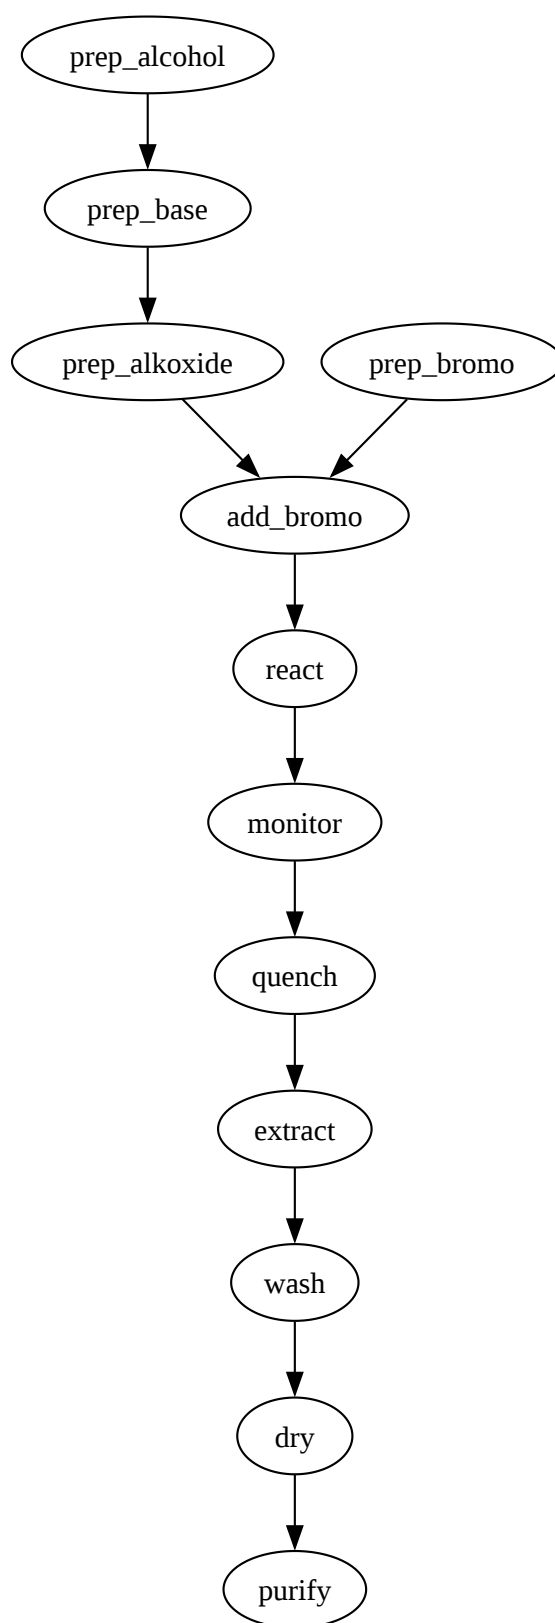 prep_alcohol
prep_base
prep_alkoxide
prep_bromo
add_bromo
react
monitor
quench
extract
wash
dry
purify